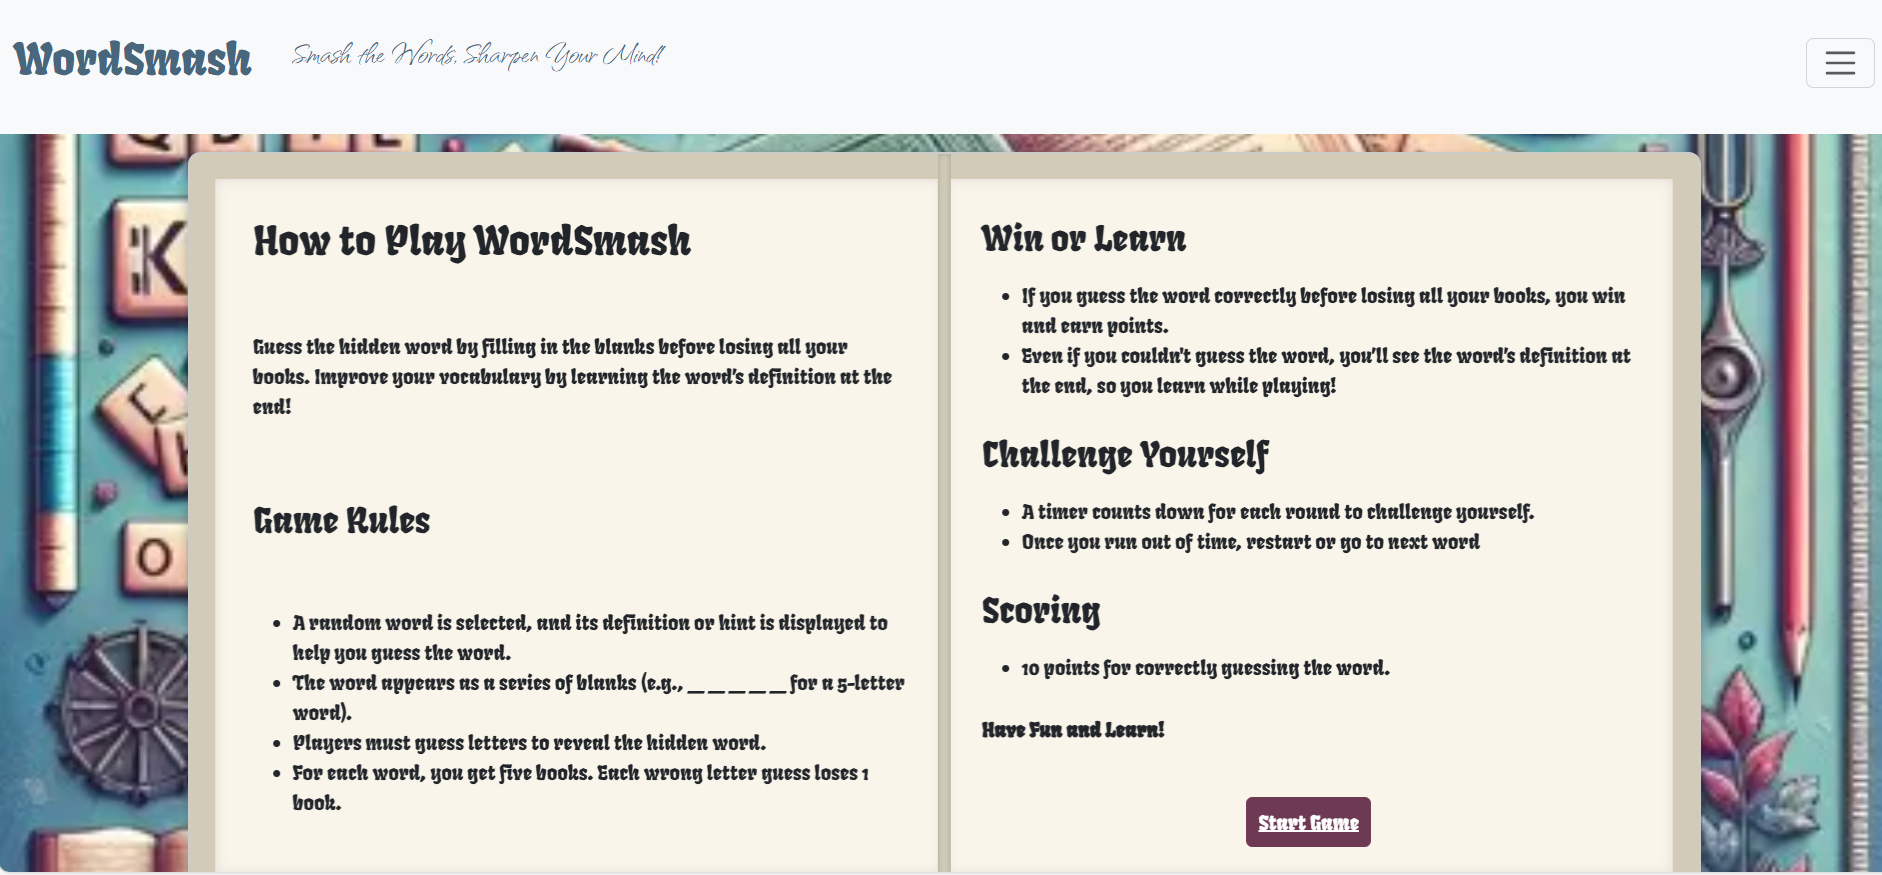 WordSmash
Smash the Words, Sharpen Your Mind!
How to Play WordSmash
Guess the hidden word by filling in the blanks before losing all your
books. Improve your vocabulary by learning the word's definition at the
end!
Game Rules
• A random word is selected, and its definition or hint is displayed to
help you guess the word.
• The word appears as a series of blanks (e.g., _ _ _ _ _ for a 5-letter
word).
• Players must guess letters to reveal the hidden word.
• For each word, you get five books. Each wrong letter guess loses 1
book.
Win or Learn
• If you guess the word correctly before losing all your books, you win
and earn points.
• Even if you couldn't guess the word, you'll see the word's definition at
the end, so you learn while playing!
Challenge Yourself
• A timer counts down for each round to challenge yourself.
• Once you run out of time, restart or go to next word
Scoring
• 10 points for correctly guessing the word.
Have Fun and Learn!
Start Game
K
E
O